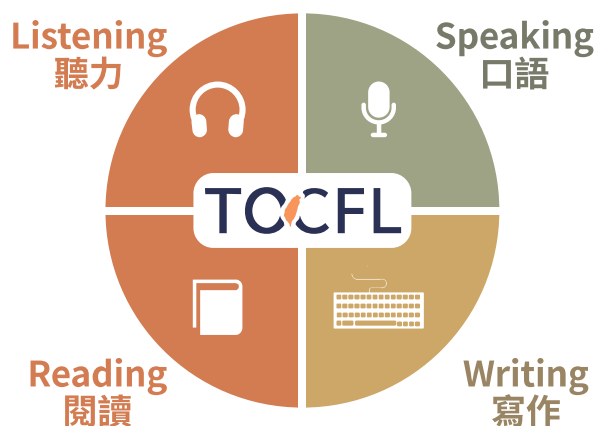 Listening
聽力
Speaking
口語
TOCFL
Reading
閱讀
Writing
寫作